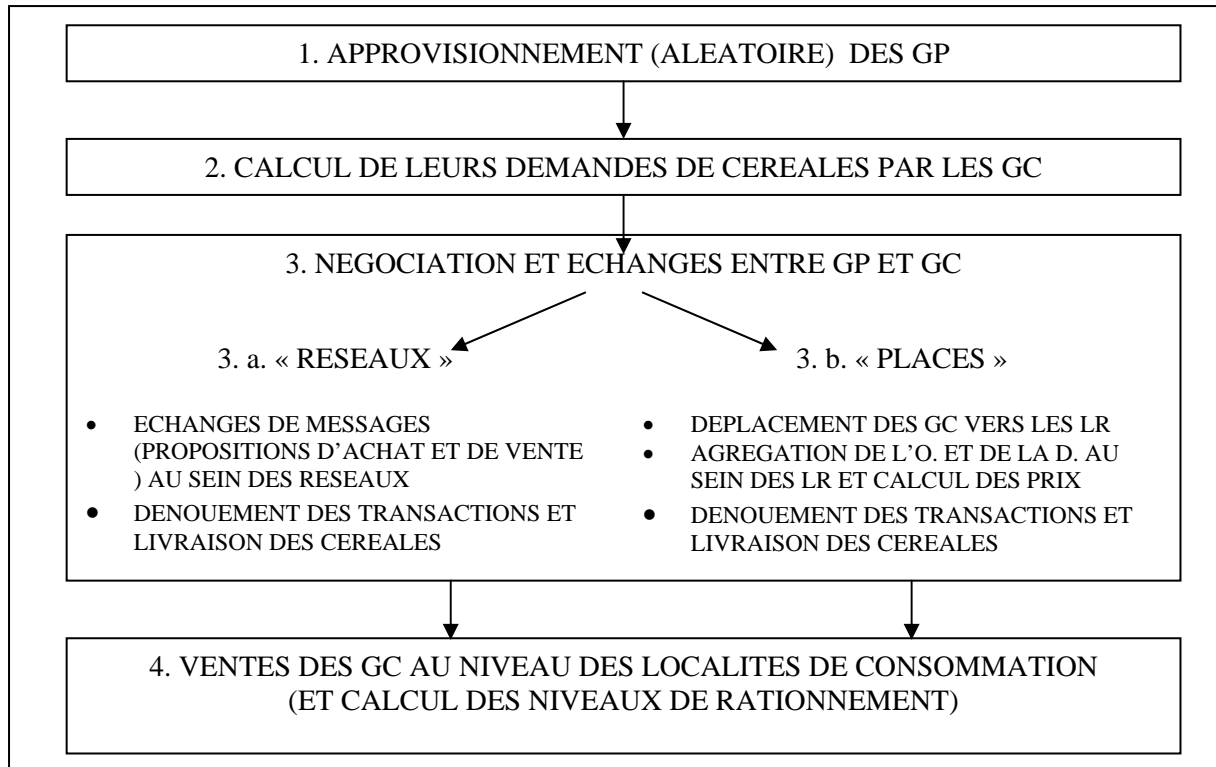 1. APPROVISIONNEMENT (ALEATOIRE) DES GP
2. CALCUL DE LEURS DEMANDES DE CEREALES PAR LES GC
3. NEGOCIATION ET ECHANGES ENTRE GP ET GC
3. a. « RESEAUX »
• ECHANGES DE MESSAGES
(PROPOSITIONS D'ACHAT ET DE VENTE
) AU SEIN DES RESEAUX
• DENOUEMENT DES TRANSACTIONS ET
LIVRAISON DES CEREALES
3. b. « PLACES »
• DEPLACEMENT DES GC VERS LES LR
• AGREGATION DE L'O. ET DE LA D. AU
SEIN DES LR ET CALCUL DES PRIX
• DENOUEMENT DES TRANSACTIONS ET
LIVRAISON DES CEREALES
4. VENTES DES GC AU NIVEAU DES LOCALITES DE CONSOMMATION
(ET CALCUL DES NIVEAUX DE RATIONNEMENT)